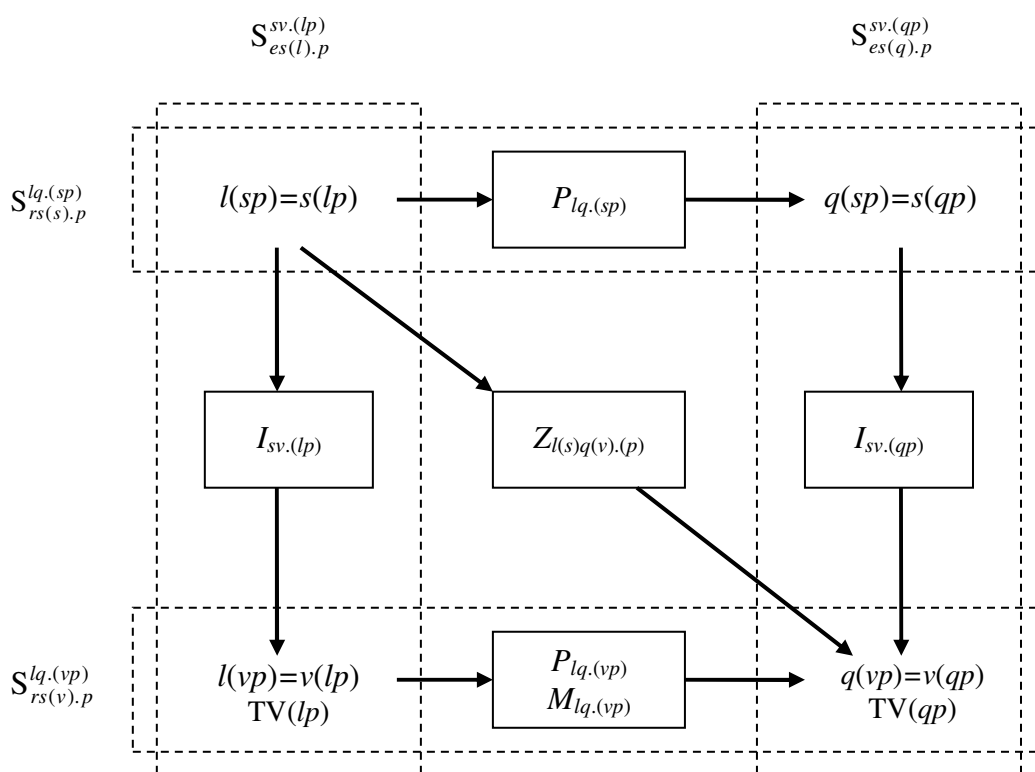 S^{sv.(lp)}_{es(l).p} S^{sv.(qp)}_{es(q).p}
S^{lq.(sp)}_{rs(s).p} l(sp)=s(lp) P_{lq.(sp)} q(sp)=s(qp)
I_{sv.(lp)} Z_{l(s)q(v).(p)} I_{sv.(qp)}
S^{lq.(vp)}_{rs(v).p} l(vp)=v(lp) P_{lq.(vp)} q(vp)=v(qp)
TV(lp) M_{lq.(vp)} TV(qp)